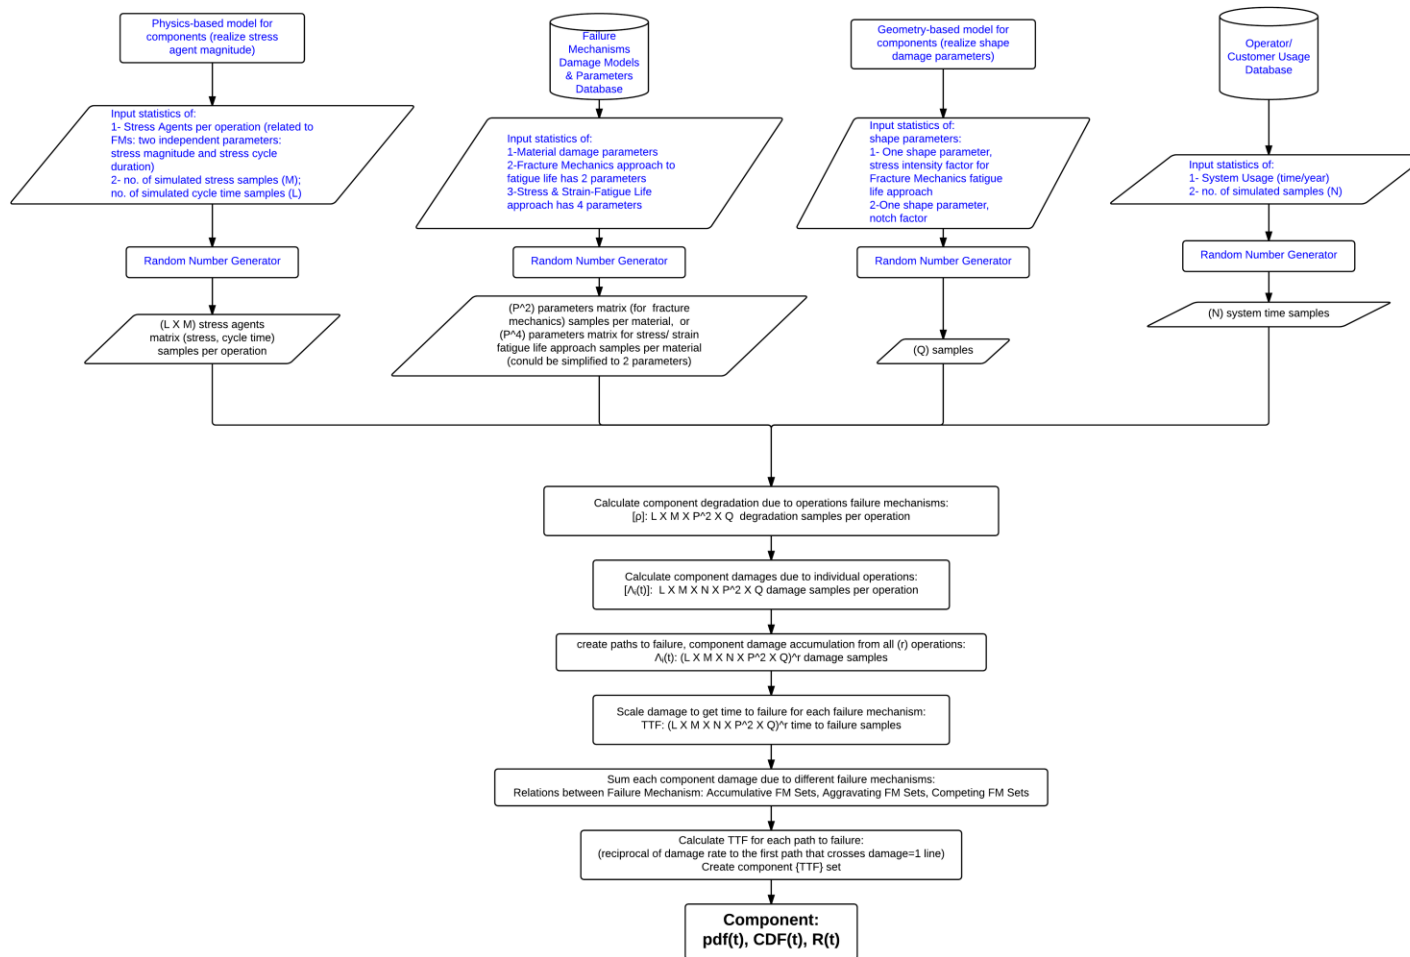 Physics-based model for
components (realize stress
agent magnitude)
Failure
Mechanisms
Damage Models
& Parameters
Database
Geometry-based model for
components (realize shape
damage parameters)
Operator/
Customer Usage
Database
Input statistics of:
1- Stress Agents per operation (related to
FMs: two independent parameters:
stress magnitude and stress cycle
duration)
2- no. of simulated stress samples (M);
no. of simulated cycle time samples (L)
Input statistics of:
1-Material damage parameters
2-Fracture Mechanics approach to
fatigue life has 2 parameters
3-Stress & Strain-Fatigue Life
approach has 4 parameters
Input statistics of:
shape parameters:
1- One shape parameter,
stress intensity factor for
Fracture Mechanics fatigue
life approach
2-One shape parameter,
notch factor
Input statistics of:
1- System Usage (time/year)
2- no. of simulated samples (N)
Random Number Generator
Random Number Generator
Random Number Generator
Random Number Generator
(L X M) stress agents
matrix (stress, cycle time)
samples per operation
(P^2) parameters matrix (for fracture
mechanics) samples per material, or
(P^4) parameters matrix for stress/ strain
fatigue life approach samples per material
(conuld be simplified to 2 parameters)
(Q) samples
(N) system time samples
Calculate component degradation due to operations failure mechanisms:
[ρ]: L X M X P^2 X Q degradation samples per operation
Calculate component damages due to individual operations:
[Λᵢ(t)]: L X M X N X P^2 X Q damage samples per operation
create paths to failure, component damage accumulation from all (r) operations:
Λᵢ(t): (L X M X N X P^2 X Q)^r damage samples
Scale damage to get time to failure for each failure mechanism:
TTF: (L X M X N X P^2 X Q)^r time to failure samples
Sum each component damage due to different failure mechanisms:
Relations between Failure Mechanism: Accumulative FM Sets, Aggravating FM Sets, Competing FM Sets
Calculate TTF for each path to failure:
(reciprocal of damage rate to the first path that crosses damage=1 line)
Create component {TTF} set
Component:
pdf(t), CDF(t), R(t)